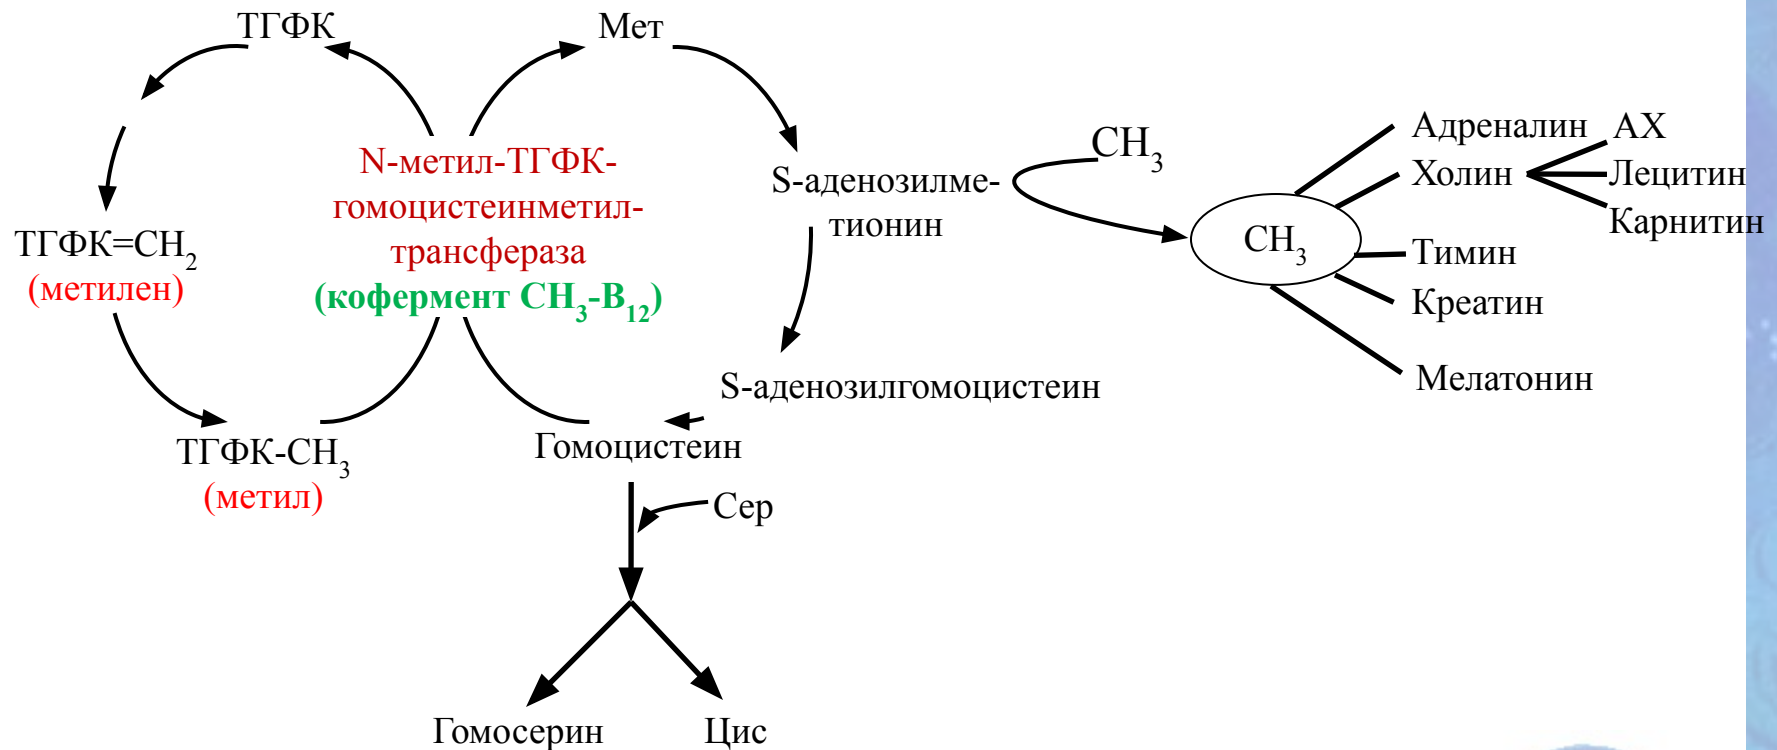 ТГФК
Мет
N-метил-ТГФК-
гомоцистеинметил-
трансфераза
(кофермент CH₃-B₁₂)
ТГФК=CH₂
(метилен)
ТГФК-CH₃
(метил)
S-аденозилме-
тионин
CH₃
CH₃
Адреналин
Холин
АХ
Лецитин
Карнитин
Тимин
Креатин
Мелатонин
S-аденозилгомоцистеин
Гомоцистеин
Сер
Гомосерин
Цис